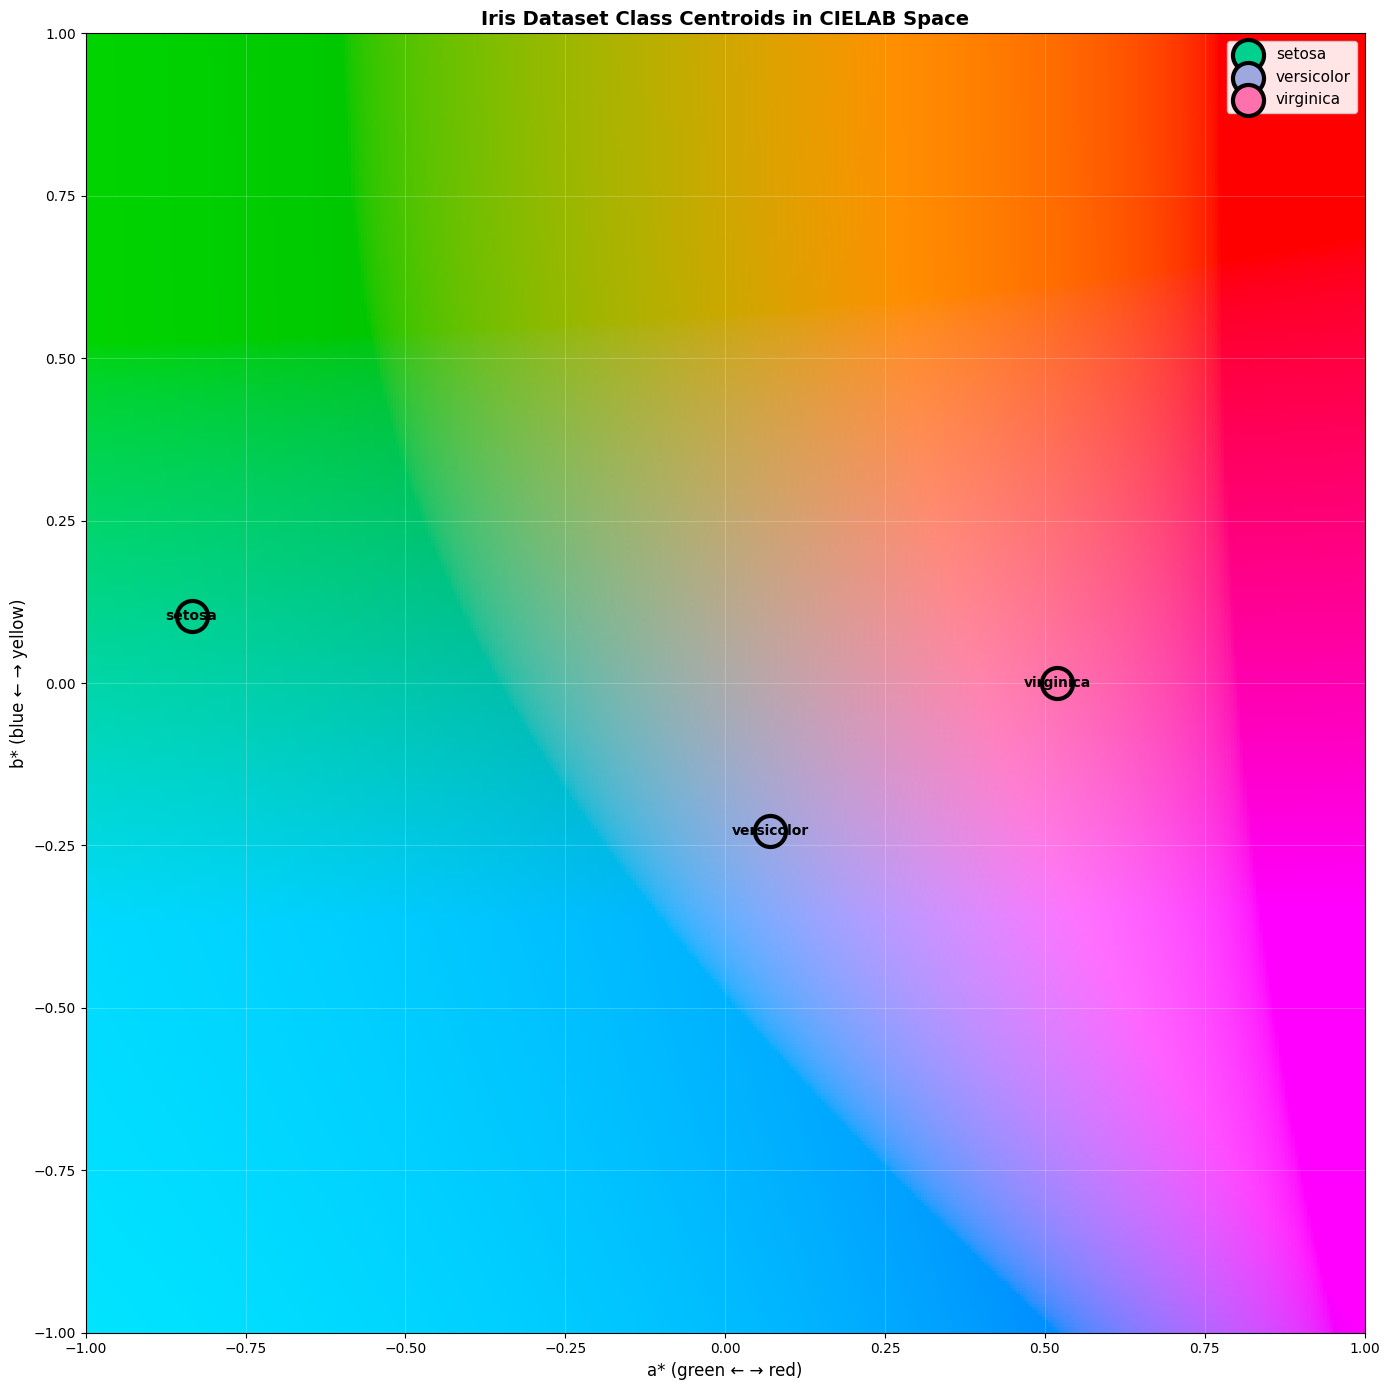 Iris Dataset Class Centroids in CIELAB Space
setosa
versicolor
virginica
1.00
0.75
0.50
0.25
0.00
−0.25
−0.50
−0.75
−1.00
b* (blue ← → yellow)
setosa
virginica
versicolor
−1.00
−0.75
−0.50
−0.25
0.00
0.25
0.50
0.75
1.00
a* (green ← → red)